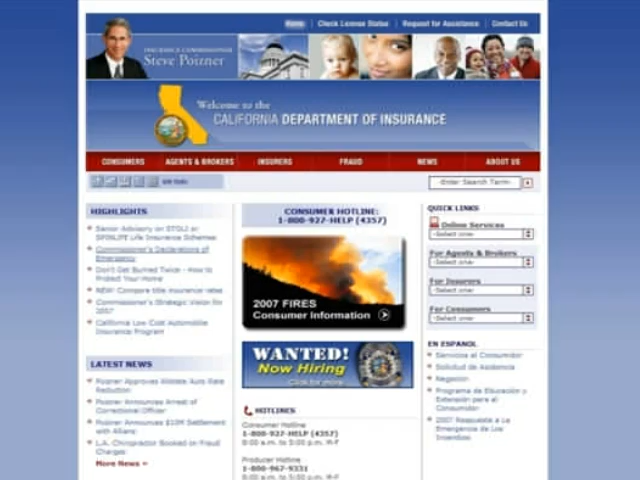 Home | Check License Status | Request for Assistance | Contact Us
INSURANCE COMMISSIONER
Steve Poizner
Welcome to the
CALIFORNIA DEPARTMENT OF INSURANCE
CONSUMERS AGENTS & BROKERS INSURERS FRAUD NEWS ABOUT US
-Enter Search Term-
HIGHLIGHTS
Senior Advisory on STOLI or
SPINLIFE Life Insurance Schemes
Commissioner's Declarations of
Emergency
Don't Get Burned Twice - How to
Protect Your Home
NEW! Compare title insurance rates
Commissioner's Strategic Vision for
2007
California Low Cost Automobile
Insurance Program
LATEST NEWS
Poizner Approves Allstate Auto Rate
Reduction
Poizner Announces Arrest of
Correctional Officer
Poizner Announces $10M Settlement
with Allianz
L.A. Chiropractor Booked on Fraud
Charges
More News »
CONSUMER HOTLINE:
1-800-927-HELP (4357)
2007 FIRES
Consumer Information
WANTED!
Now Hiring
Click for more
HOTLINES
Consumer Hotline
1-800-927-HELP (4357)
8:00 a.m. to 5:00 p.m. M-F
Producer Hotline
1-800-967-9331
8:00 a.m. to 5:00 p.m. M-F
QUICK LINKS
Online Services
-Select one-
For Agents & Brokers
-Select one-
For Insurers
-Select one-
For Consumers
-Select one-
EN ESPANOL
Servicios al Consumidor
Solicitud de Asistencia
Negocios
Programa de Educación y
Extensión para el
Consumidor
2007 Respuesta a La
Emergencia de Los
Incendios